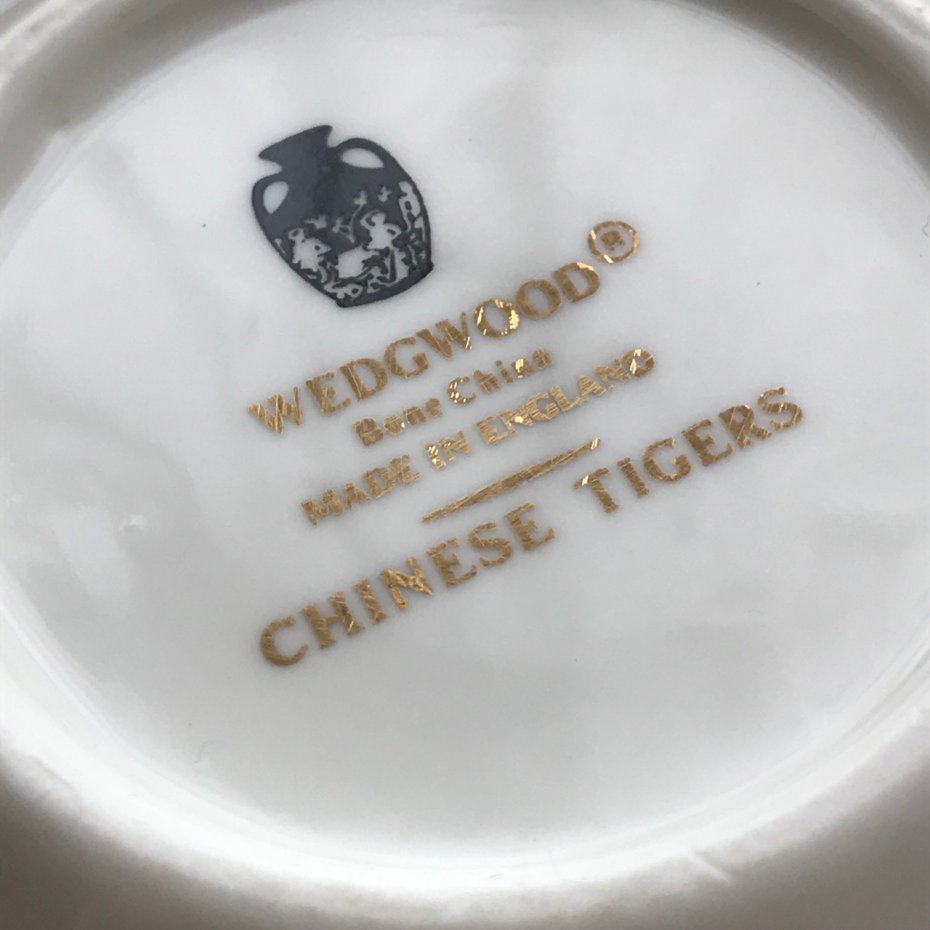 WEDGWOOD®
Bone China
MADE IN ENGLAND
CHINESE TIGERS